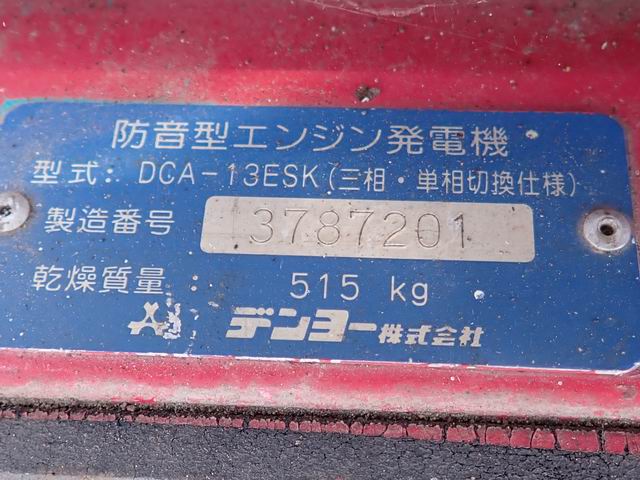 防音型エンジン発電機
型式: DCA-13ESK(三相・単相切換仕様)
製造番号 3787201
乾燥質量: 515 kg
デンヨー株式会社